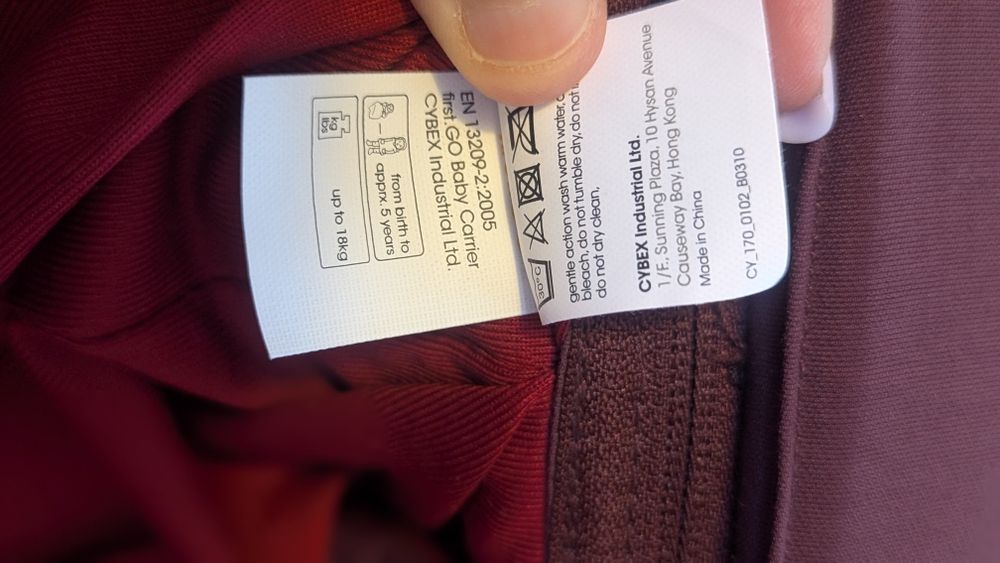 EN 13209-2:2005
first.GO Baby Carrier
CYBEX Industrial Ltd.
from birth to
apprx. 5 years
kg
lbs
up to 18kg
30°C
gentle action wash warm water,
bleach, do not tumble dry, do not
do not dry clean,
CYBEX Industrial Ltd.
1/F., Sunning Plaza, 10 Hysan Avenue
Causeway Bay, Hong Kong
Made in China
CY_170_0102_B0310